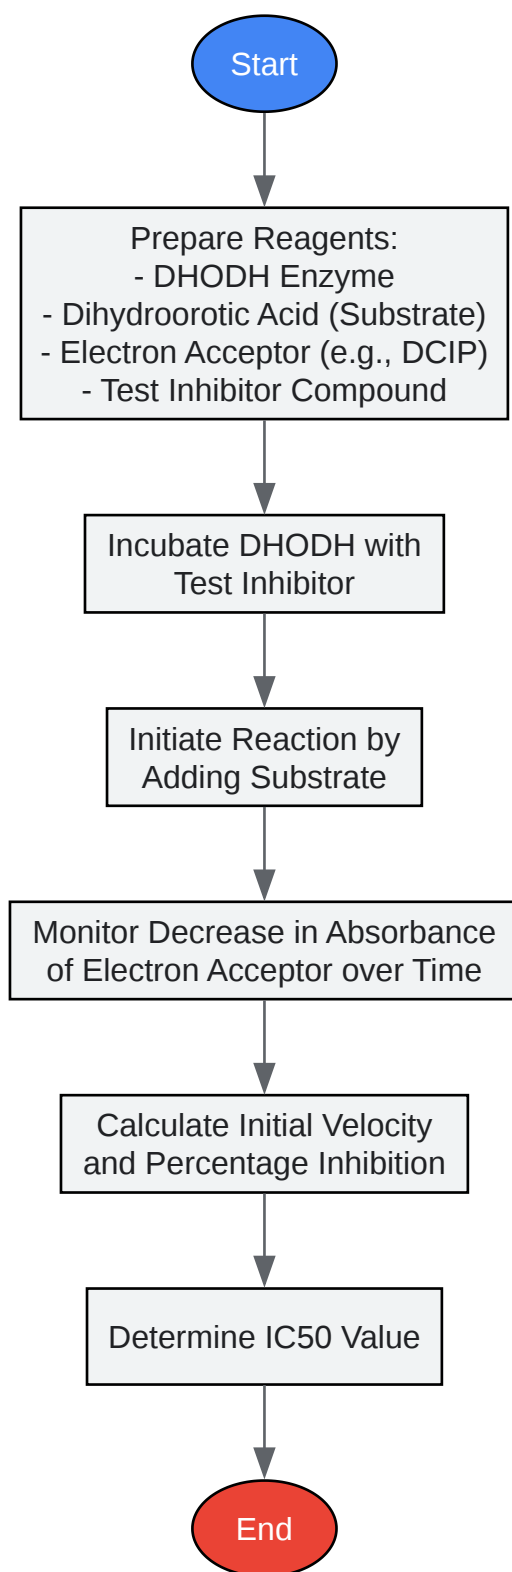 Start
Prepare Reagents:
- DHODH Enzyme
- Dihydroorotic Acid (Substrate)
- Electron Acceptor (e.g., DCIP)
- Test Inhibitor Compound
Incubate DHODH with
Test Inhibitor
Initiate Reaction by
Adding Substrate
Monitor Decrease in Absorbance
of Electron Acceptor over Time
Calculate Initial Velocity
and Percentage Inhibition
Determine IC50 Value
End